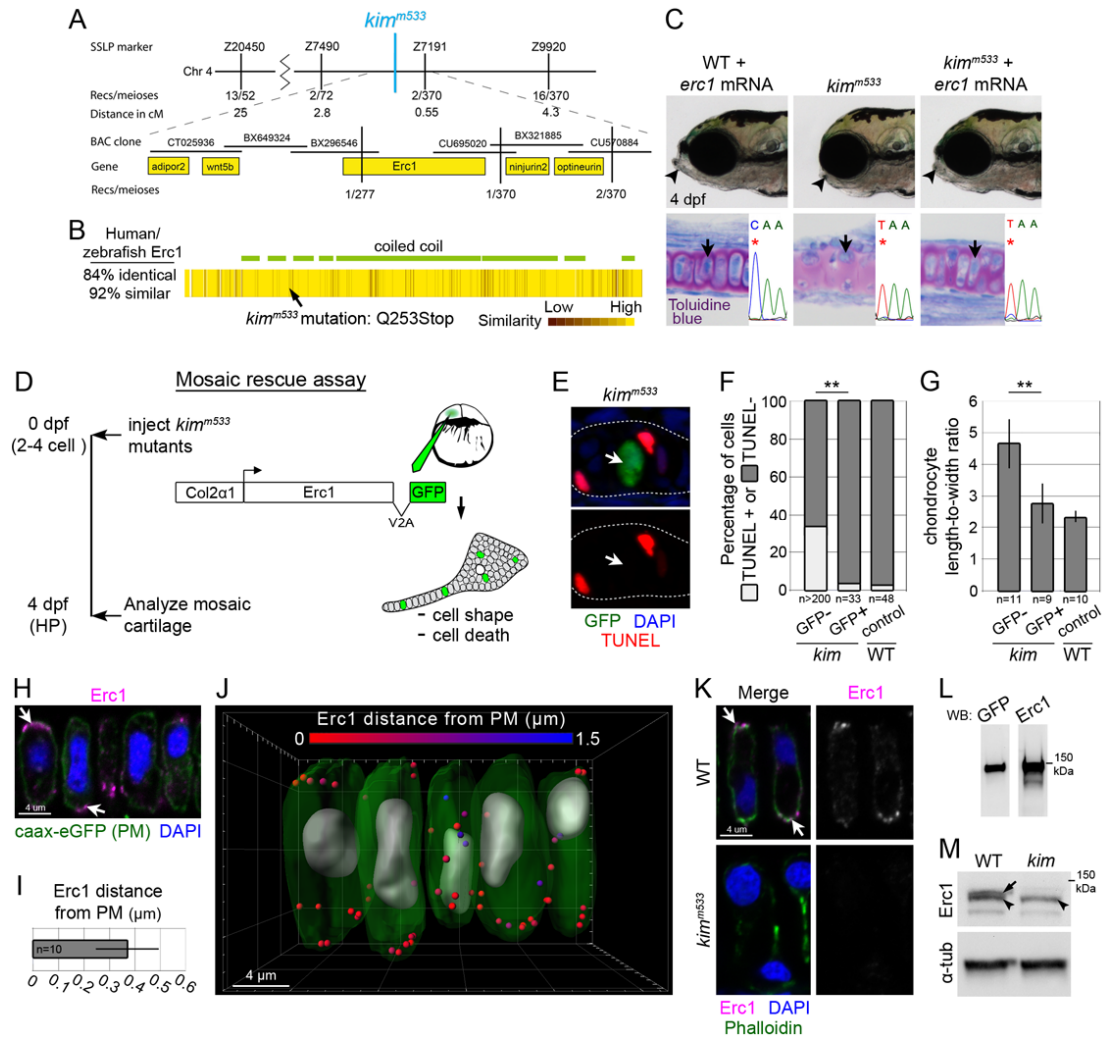 A
kim^m533
SSLP marker
Z20450
Z7490
Z7191
Z9920
Chr 4
Recs/meioses
13/52
2/72
2/370
16/370
Distance in cM
25
2.8
0.55
4.3
BAC clone
CT025936
BX649324
BX296546
CU695020
BX321885
CU570884
Gene
adipor2
wnt5b
Erc1
ninjurin2
optineurin
Recs/meioses
1/277
1/370
2/370
B
Human/
zebrafish Erc1
coiled coil
84% identical
92% similar
kim^m533 mutation: Q253Stop
Similarity
Low
High
C
WT +
erc1 mRNA
kim^m533
kim^m533 +
erc1 mRNA
4 dpf
C A A
*
T A A
*
T A A
*
Toluidine
blue
D
Mosaic rescue assay
0 dpf
(2-4 cell )
inject kim^m533
mutants
Col2α1
Erc1
GFP
V2A
4 dpf
(HP)
Analyze mosaic
cartilage
- cell shape
- cell death
E
kim^m533
GFP DAPI
TUNEL
F
**
Percentage of cells
TUNEL + or TUNEL-
100
80
60
40
20
0
n>200
n=33
n=48
GFP-
GFP+
control
kim
WT
G
**
chondrocyte
length-to-width ratio
6
5
4
3
2
1
0
n=11
n=9
n=10
GFP-
GFP+
control
kim
WT
H
Erc1
4 um
caax-eGFP (PM) DAPI
I
Erc1 distance
from PM (µm)
n=10
0
0.1
0.2
0.3
0.4
0.5
0.6
J
Erc1 distance from PM (µm)
0
1.5
4 µm
K
Merge
Erc1
WT
4 um
kim^m533
Erc1 DAPI
Phalloidin
L
WB:
GFP
Erc1
150
kDa
M
WT
kim
150
kDa
Erc1
α-tub